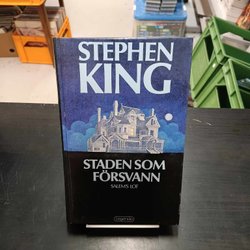 STEPHEN
KING
STADEN SOM
FÖRSVANN
SALEM'S LOT